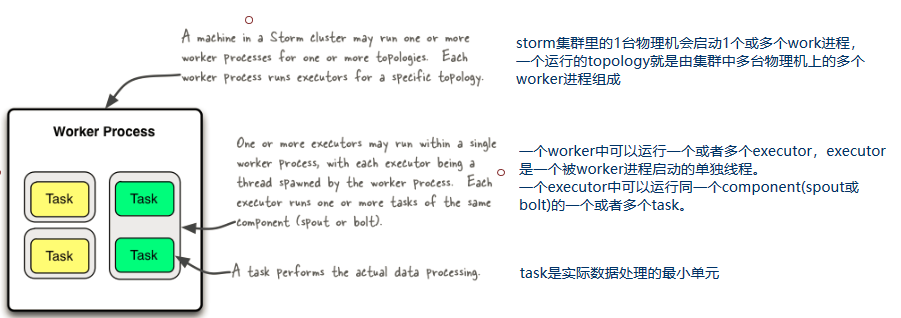 A machine in a Storm cluster may run one or more
worker processes for one or more topologies. Each
worker process runs executors for a specific topology.
storm集群里的1台物理机会启动1个或多个work进程，
一个运行的topology就是由集群中多台物理机上的多个
worker进程组成
Worker Process
Task
Task
Task
Task
One or more executors may run within a single
worker process, with each executor being a
thread spawned by the worker process. Each
executor runs one or more tasks of the same
component (spout or bolt).
一个worker中可以运行一个或者多个executor，executor
是一个被worker进程启动的单独线程。
一个executor中可以运行同一个component(spout或
bolt)的一个或者多个task。
A task performs the actual data processing.
task是实际数据处理的最小单元